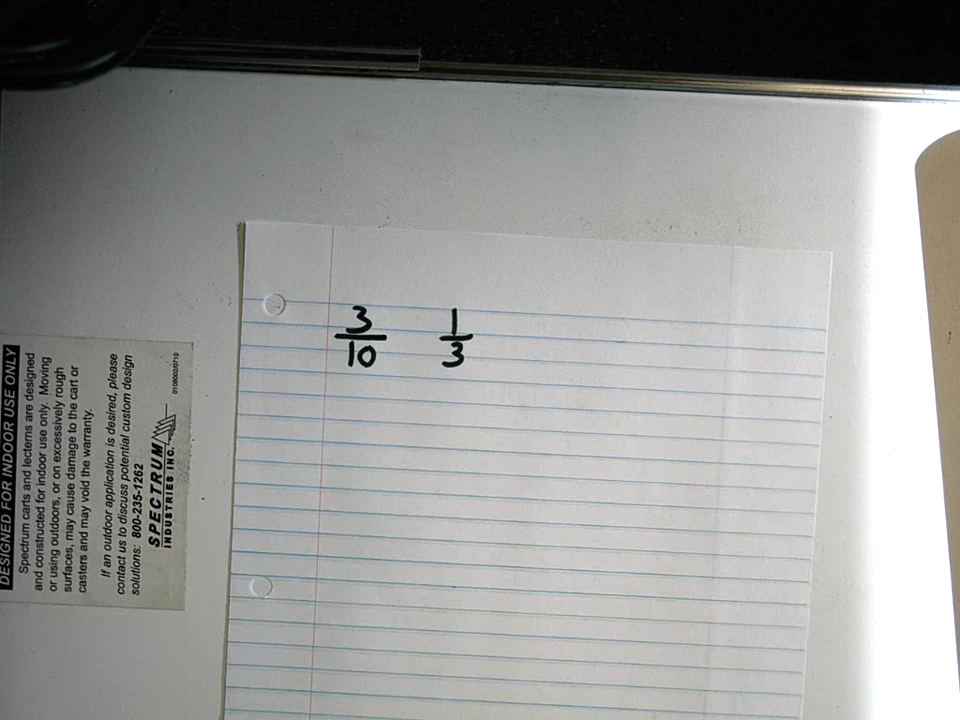 3/10 1/3
DESIGNED FOR INDOOR USE ONLY
Spectrum carts and lecterns are designed
and constructed for indoor use only. Moving
or using outdoors, or on excessively rough
surfaces, may cause damage to the cart or
casters and may void the warranty.
If an outdoor application is desired, please
contact us to discuss potential custom design
solutions: 800-235-1262
SPECTRUM
INDUSTRIES INC.